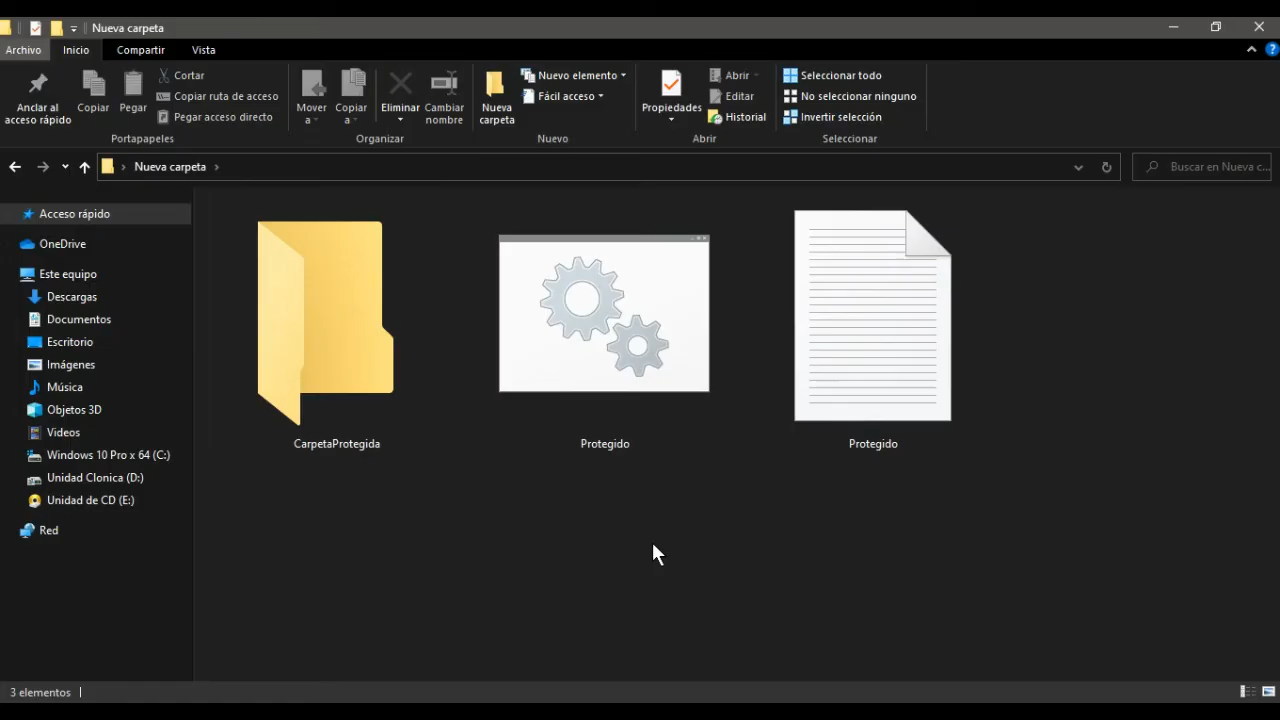 Nueva carpeta
Archivo Inicio Compartir Vista
Anclar al acceso rápido
Copiar
Pegar
Cortar
Copiar ruta de acceso
Pegar acceso directo
Portapapeles
Mover a
Copiar a
Eliminar
Cambiar nombre
Organizar
Nueva carpeta
Nuevo elemento
Fácil acceso
Nuevo
Propiedades
Abrir
Editar
Historial
Abrir
Seleccionar todo
No seleccionar ninguno
Invertir selección
Seleccionar
Nueva carpeta
Buscar en Nueva c...
Acceso rápido
OneDrive
Este equipo
Descargas
Documentos
Escritorio
Imágenes
Música
Objetos 3D
Videos
Windows 10 Pro x 64 (C:)
Unidad Clonica (D:)
Unidad de CD (E:)
Red
CarpetaProtegida
Protegido
Protegido
3 elementos